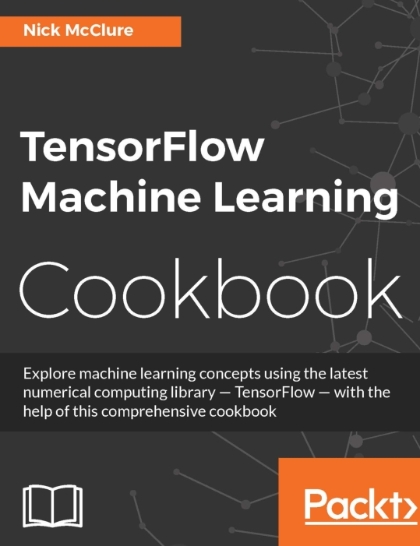 Nick McClure
TensorFlow
Machine Learning
Cookbook
Explore machine learning concepts using the latest
numerical computing library — TensorFlow — with the
help of this comprehensive cookbook
Packt>